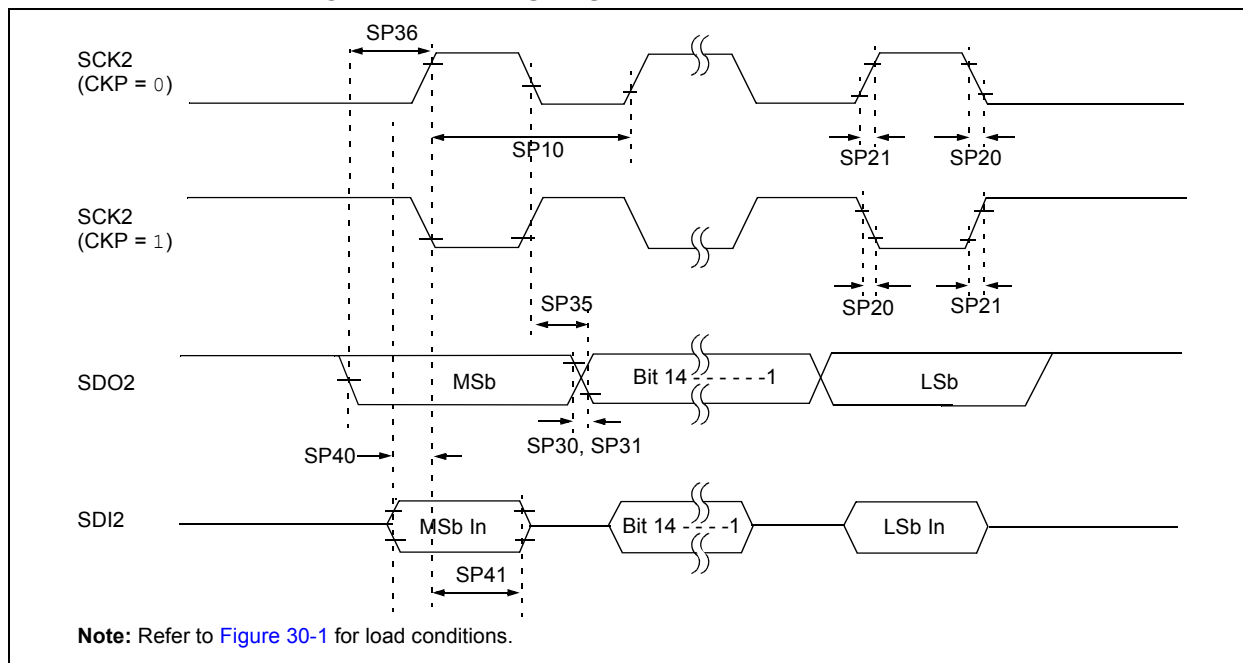 SP36
SCK2
(CKP = 0)
SP10
SP21
SP20
SCK2
(CKP = 1)
SP35
SP20
SP21
SDO2
MSb
Bit 14 - - - - - -1
LSb
SP40
SP30, SP31
SDI2
MSb In
Bit 14 - - - -1
LSb In
SP41
Note: Refer to Figure 30-1 for load conditions.